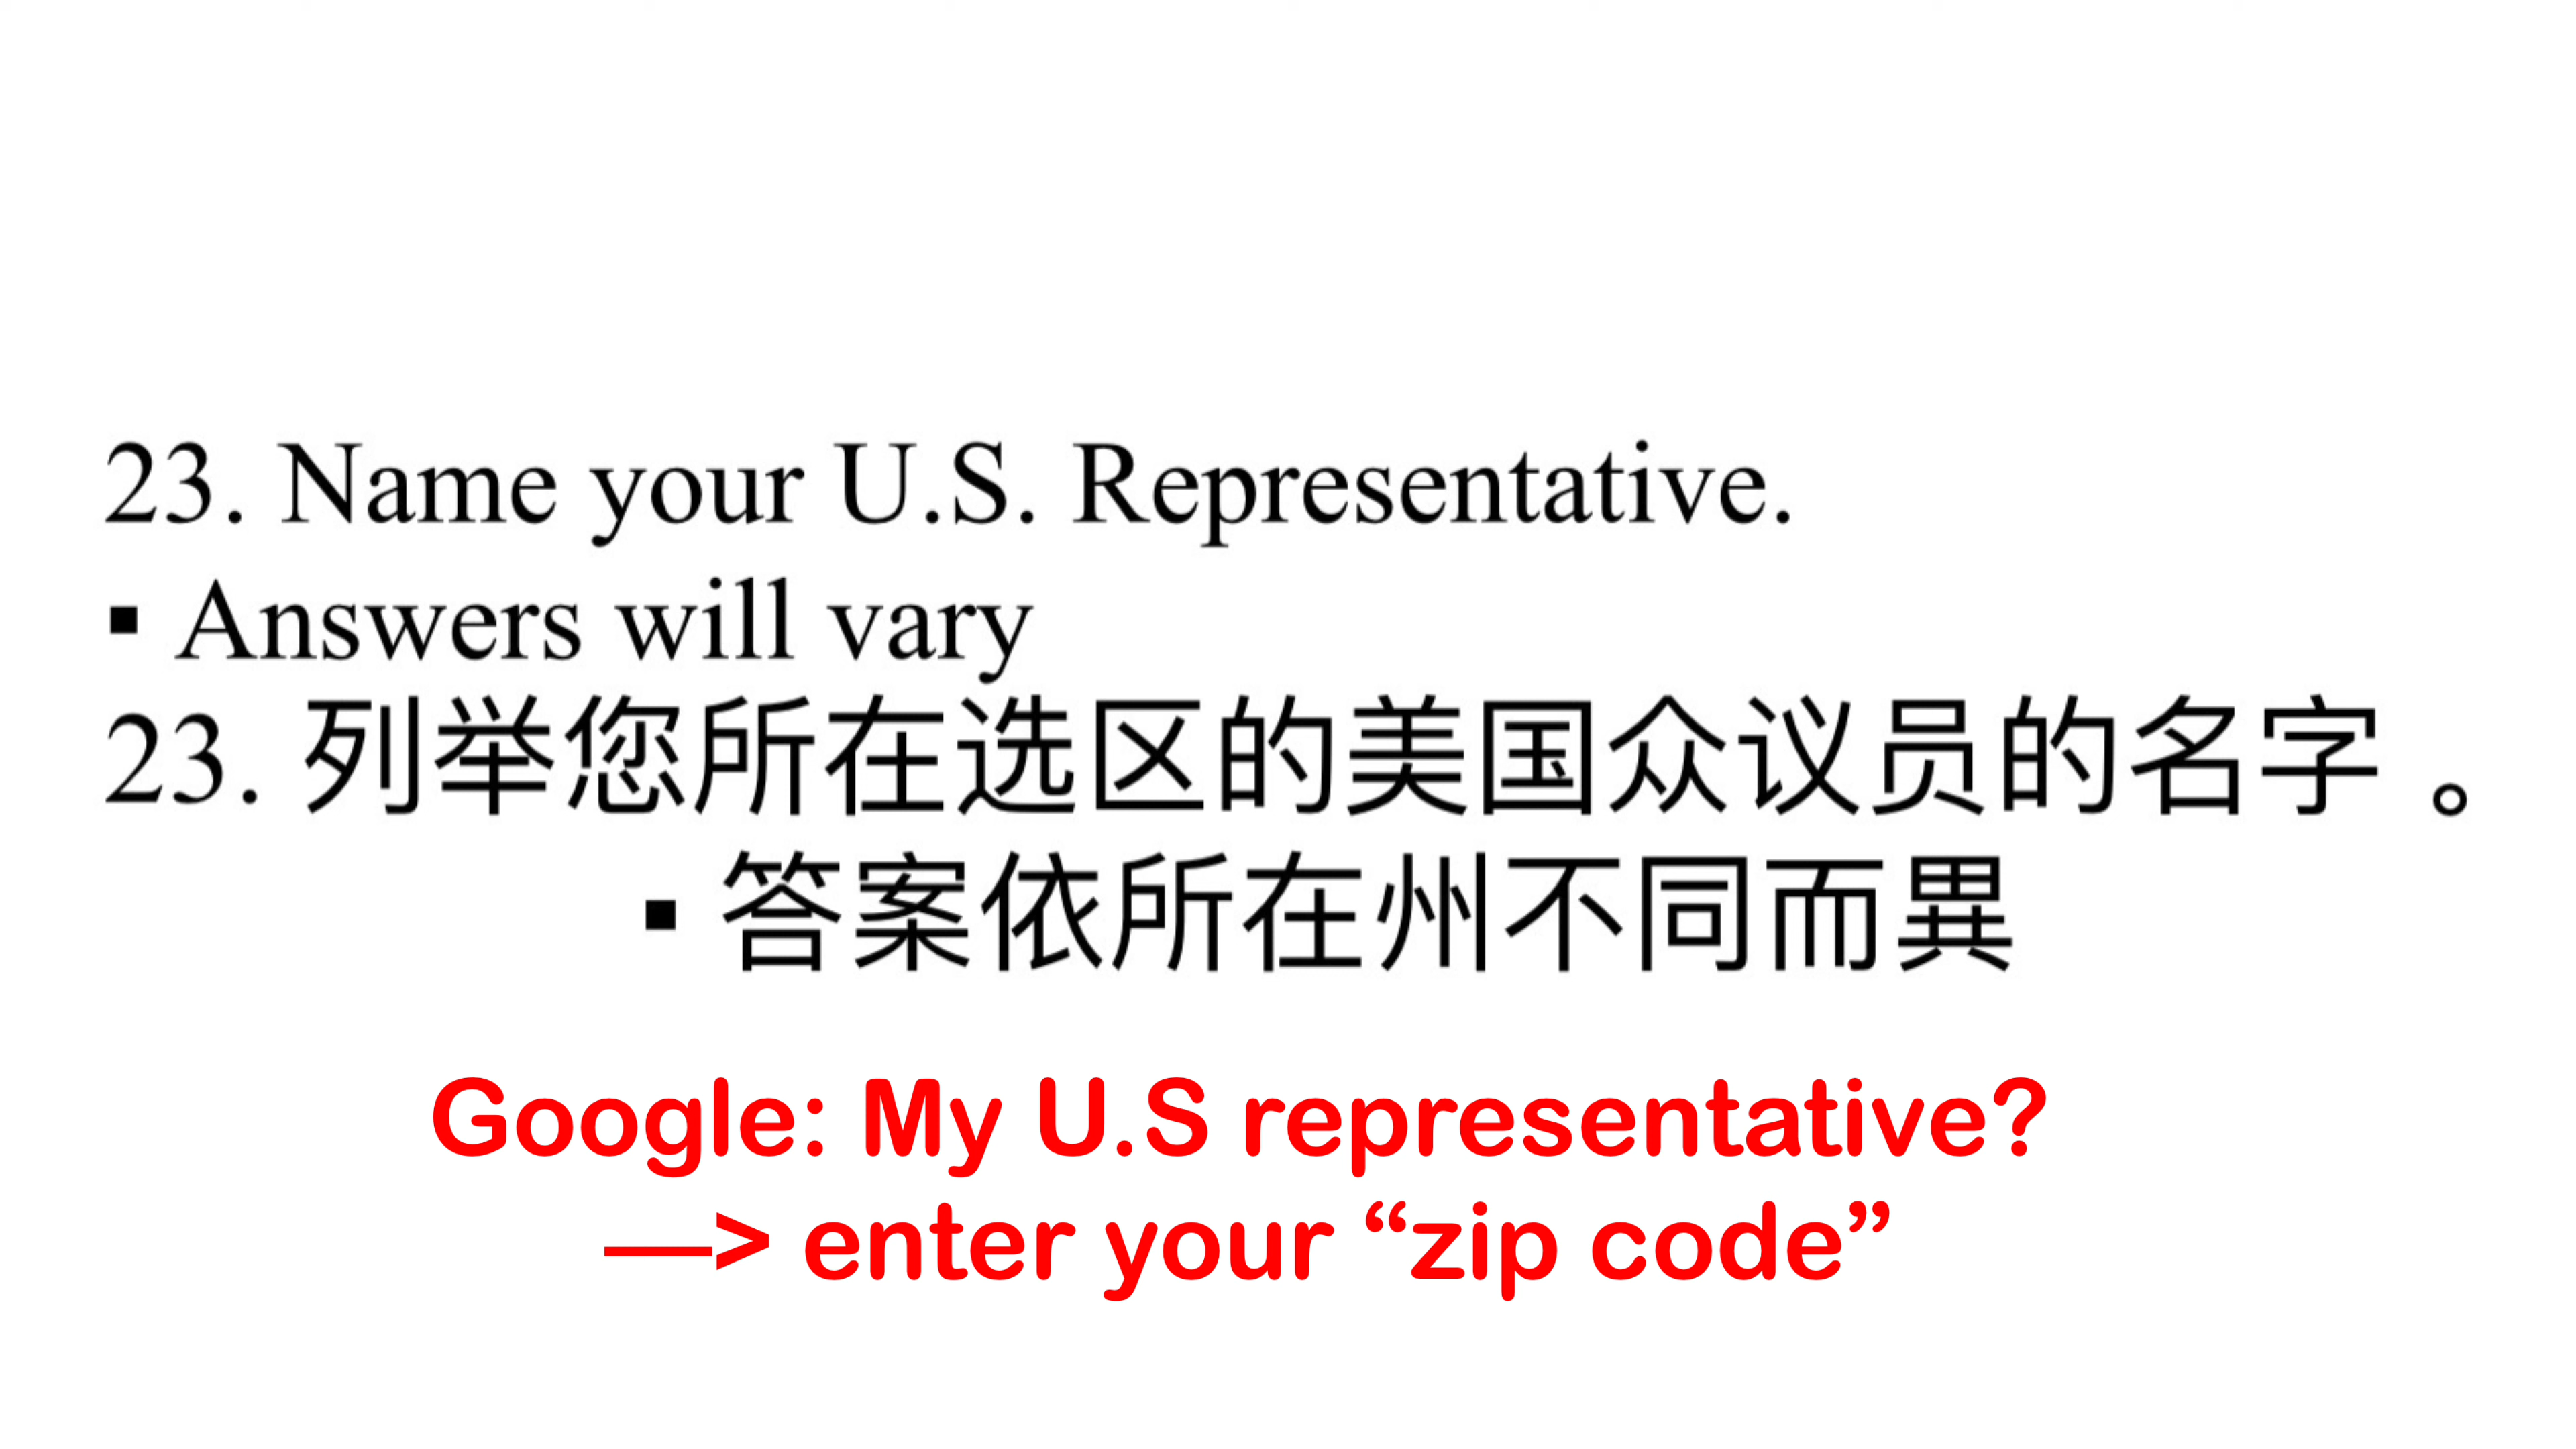 23. Name your U.S. Representative.
▪ Answers will vary
23. 列举您所在选区的美国众议员的名字 。
▪ 答案依所在州不同而異
Google: My U.S representative?
—> enter your “zip code”